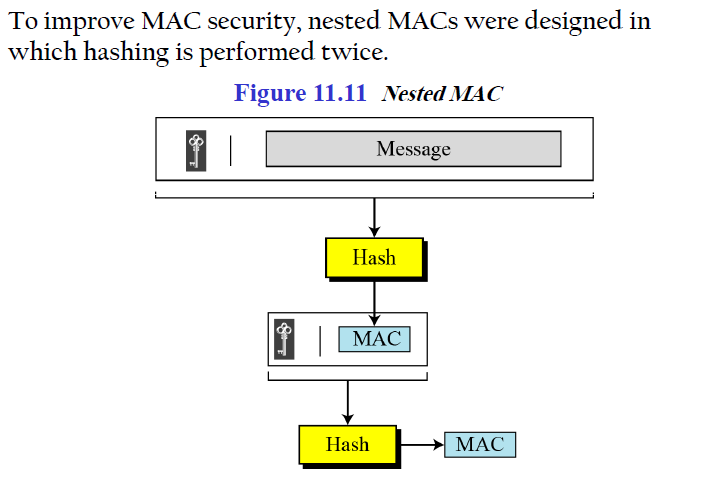 To improve MAC security, nested MACs were designed in
which hashing is performed twice.
Figure 11.11 Nested MAC
Message
Hash
MAC
Hash
MAC